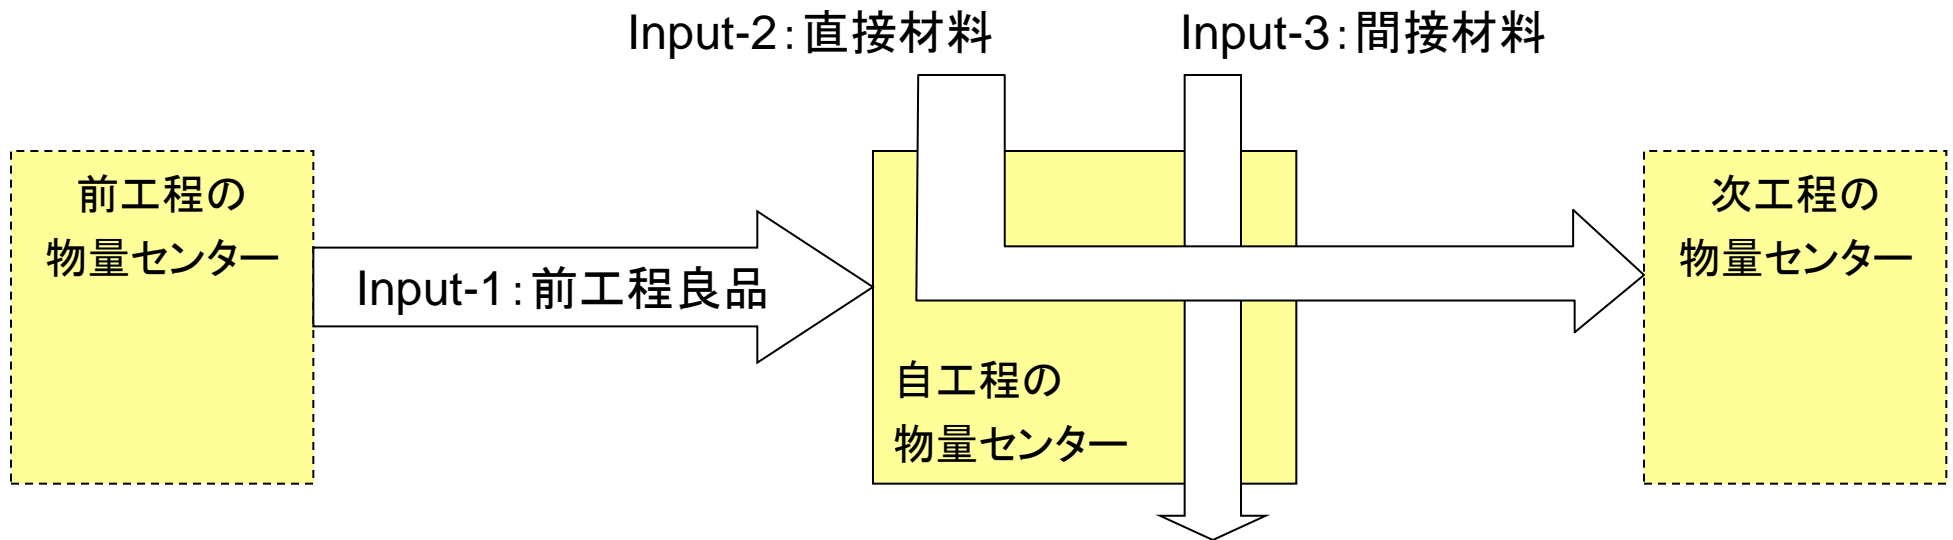 Input-2：直接材料
Input-3：間接材料
前工程の
物量センター
Input-1：前工程良品
自工程の
物量センター
次工程の
物量センター